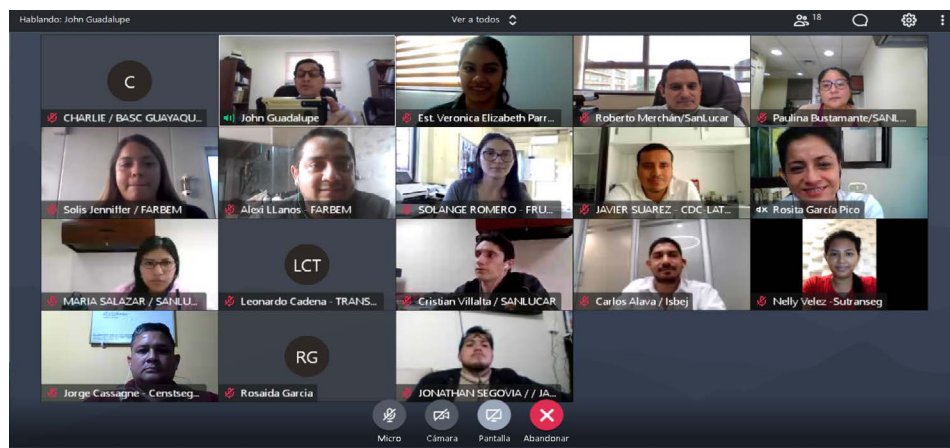 Hablando: John Guadalupe
Ver a todos
18
C
CHARLIE / BASC GUAYAQU...
John Guadalupe
Est. Veronica Elizabeth Parr...
Roberto Merchán/SanLucar
Paulina Bustamante/SANL...
Solis Jenniffer / FARBEM
Alexi LLanos - FARBEM
SOLANGE ROMERO - FRU...
JAVIER SUAREZ - CDC-LAT...
Rosita García Pico
MARIA SALAZAR / SANLU...
LCT
Leonardo Cadena - TRANS...
Cristian Villalta / SANLUCAR
Carlos Alava / Isbej
Nelly Velez -Sutranseg
Jorge Cassagne - Censtseg...
RG
Rosaida Garcia
JONATHAN SEGOVIA / / JA...
Micro
Cámara
Pantalla
Abandonar